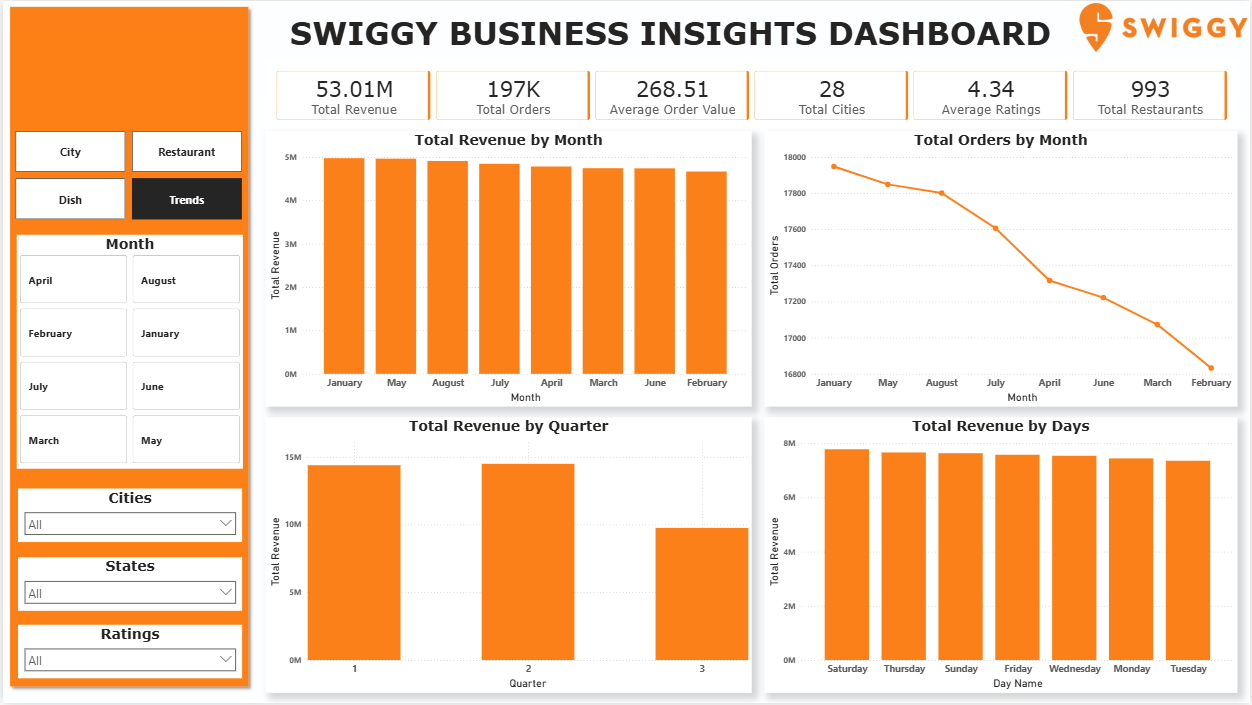 SWIGGY BUSINESS INSIGHTS DASHBOARD
SWIGGY
53.01M
Total Revenue
197K
Total Orders
268.51
Average Order Value
28
Total Cities
4.34
Average Ratings
993
Total Restaurants
City
Restaurant
Dish
Trends
Month
April
August
February
January
July
June
March
May
Cities
All
States
All
Ratings
All
Total Revenue by Month
Total Revenue
5M
4M
3M
2M
1M
0M
January May August July April March June February
Month
Total Orders by Month
Total Orders
18000
17800
17600
17400
17200
17000
16800
January May August July April June March February
Month
Total Revenue by Quarter
Total Revenue
15M
10M
5M
0M
1 2 3
Quarter
Total Revenue by Days
Total Revenue
8M
6M
4M
2M
0M
Saturday Thursday Sunday Friday Wednesday Monday Tuesday
Day Name